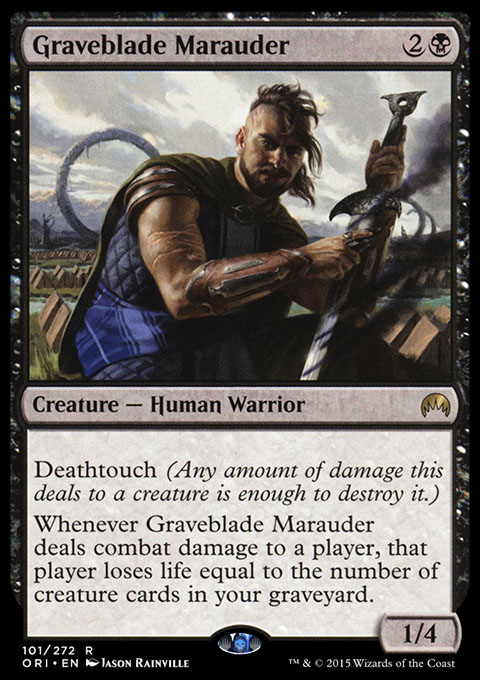 Graveblade Marauder 2
Creature — Human Warrior
Deathtouch (Any amount of damage this
deals to a creature is enough to destroy it.)
Whenever Graveblade Marauder
deals combat damage to a player, that
player loses life equal to the number of
creature cards in your graveyard.
1/4
101/272 R
ORI • EN Jason Rainville
™ & © 2015 Wizards of the Coast